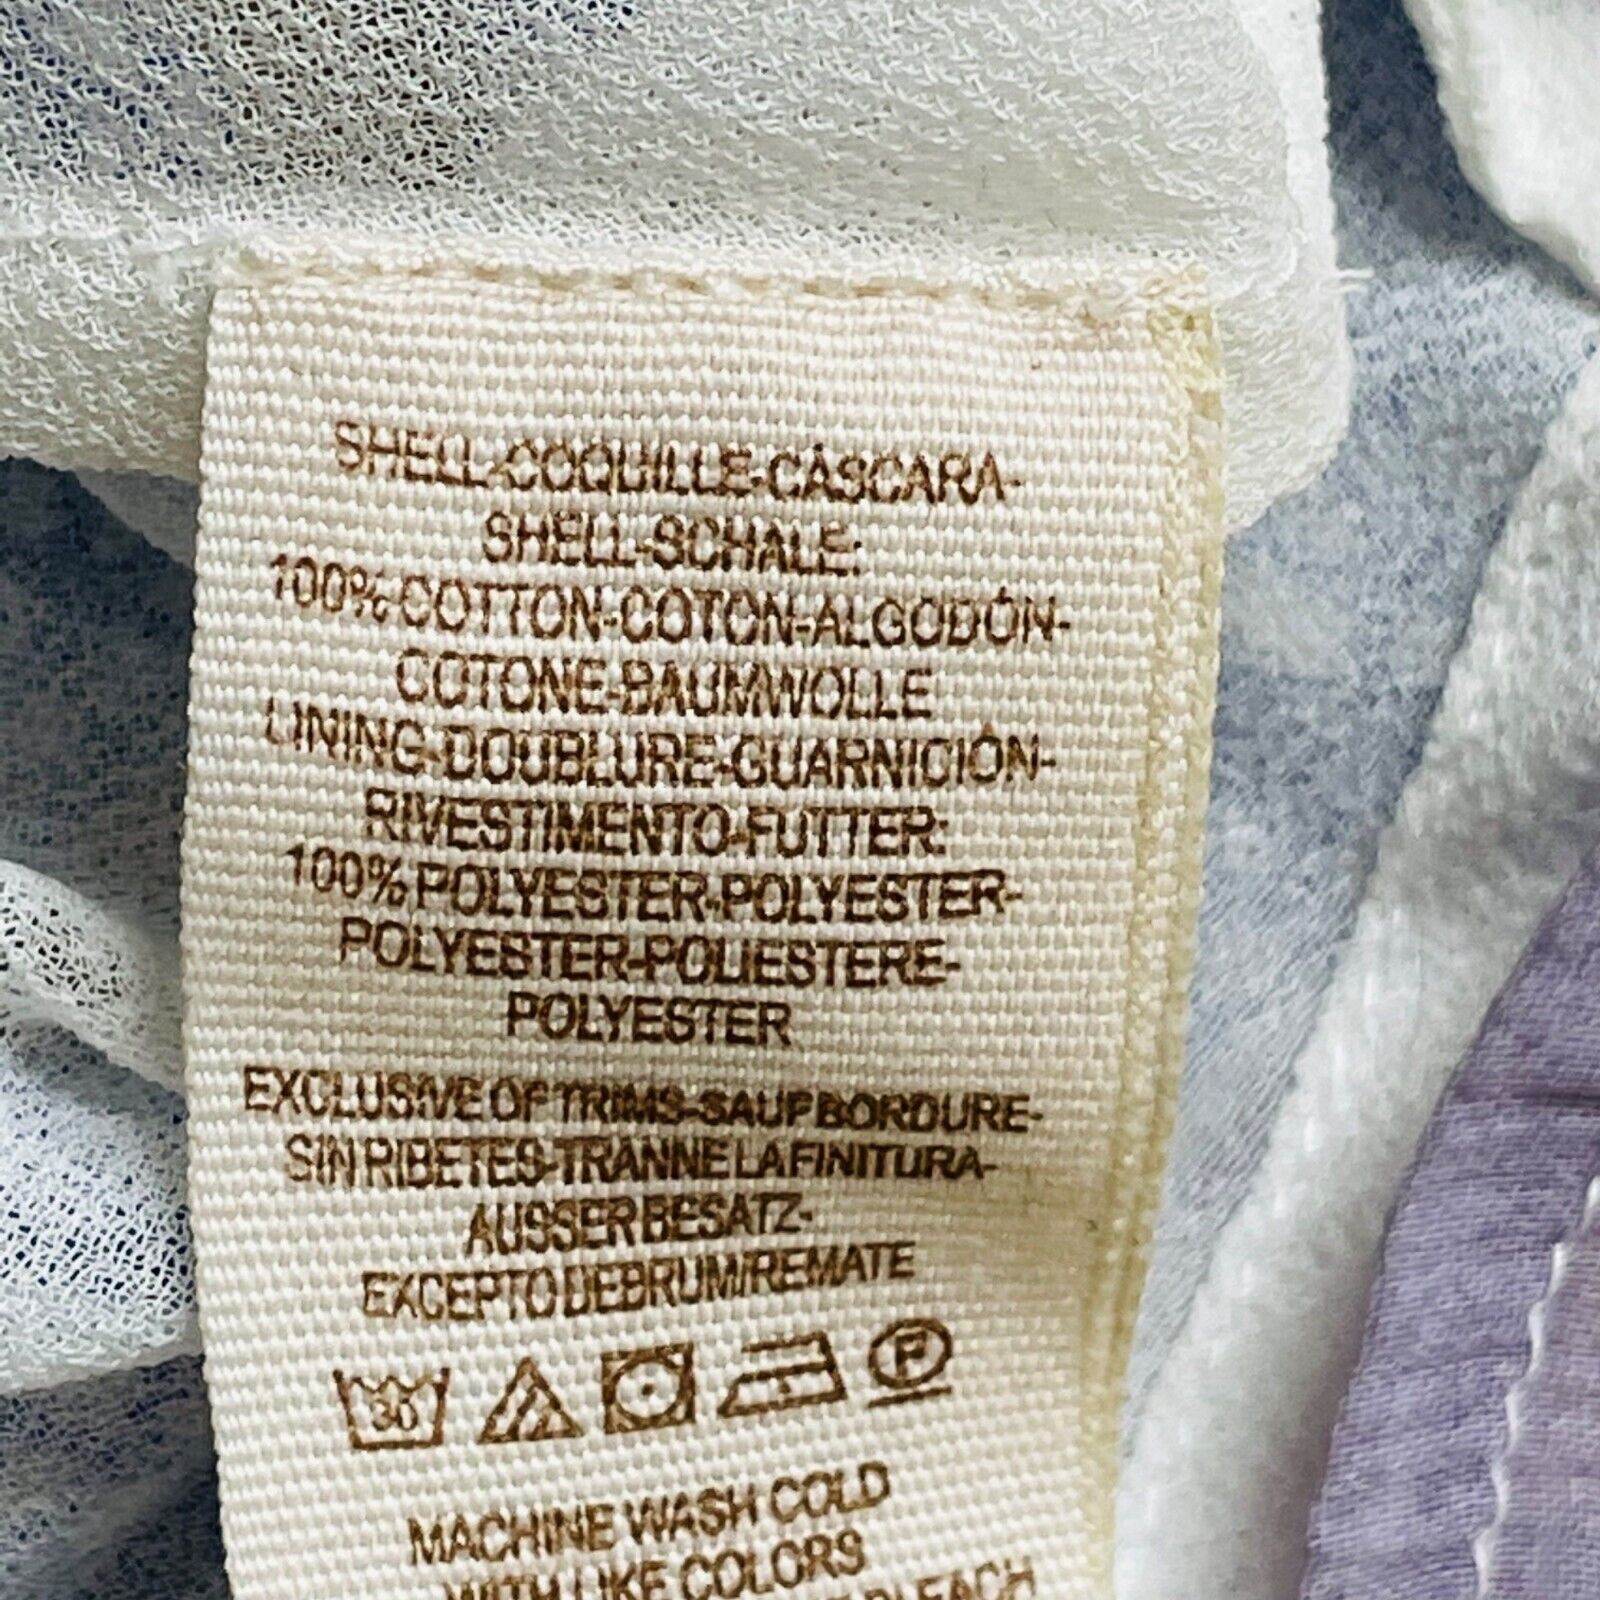 SHELL-COQUILLE-CÁSCARA-
SHELL-SCHALE:
100% COTTON-COTON-ALGODÓN-
COTONE-BAUMWOLLE
LINING-DOUBLURE-GUARNICIÓN-
RIVESTIMENTO-FUTTER:
100% POLYESTER-POLYESTER-
POLYESTER-POLIESTERE-
POLYESTER
EXCLUSIVE OF TRIMS-SAUF BORDURE-
SIN RIBETES-TRANNE LA FINITURA-
AUSSER BESATZ-
EXCEPTO DEBRUM/REMATE
30 P
MACHINE WASH COLD
WITH LIKE COLORS
BLEACH